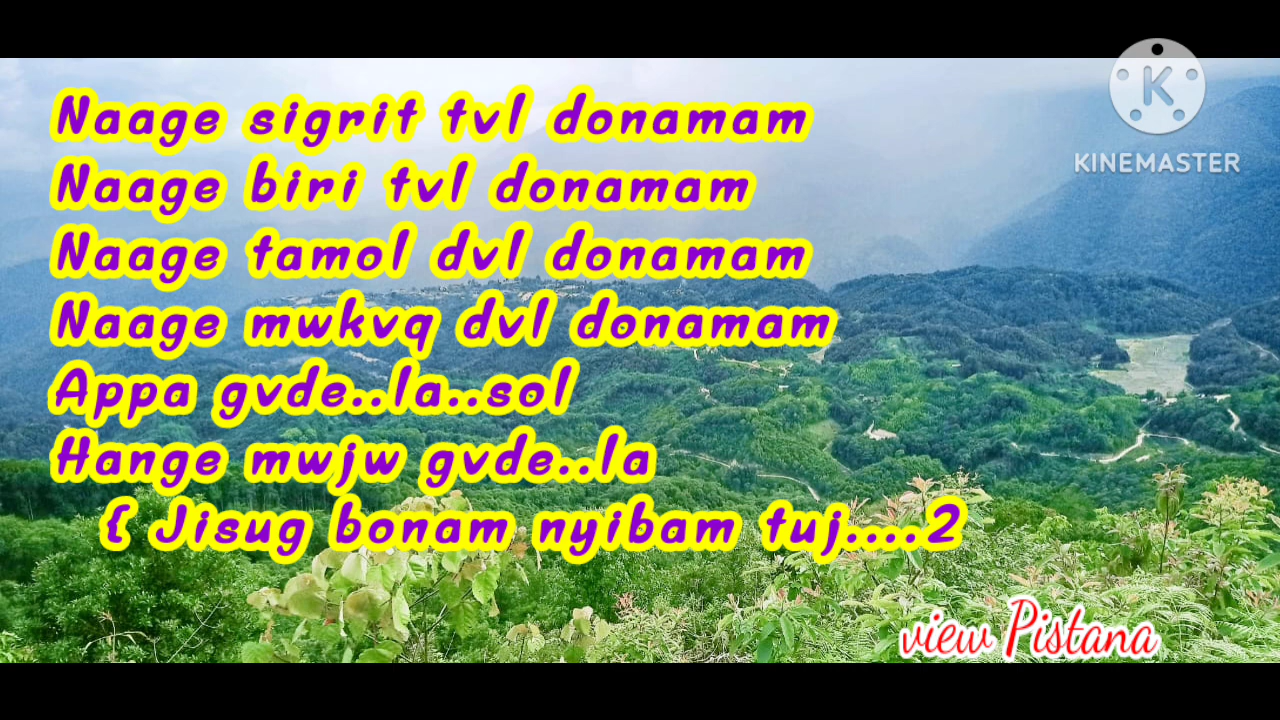 Naage sigrit tvl donamam
Naage biri tvl donamam
Naage tamol dvl donamam
Naage mwkvq dvl donamam
Appa gvde..la..sol
Hange mwjw gvde..la
{ Jisug bonam nyibam tuj....2
K
KINEMASTER
view Pistana